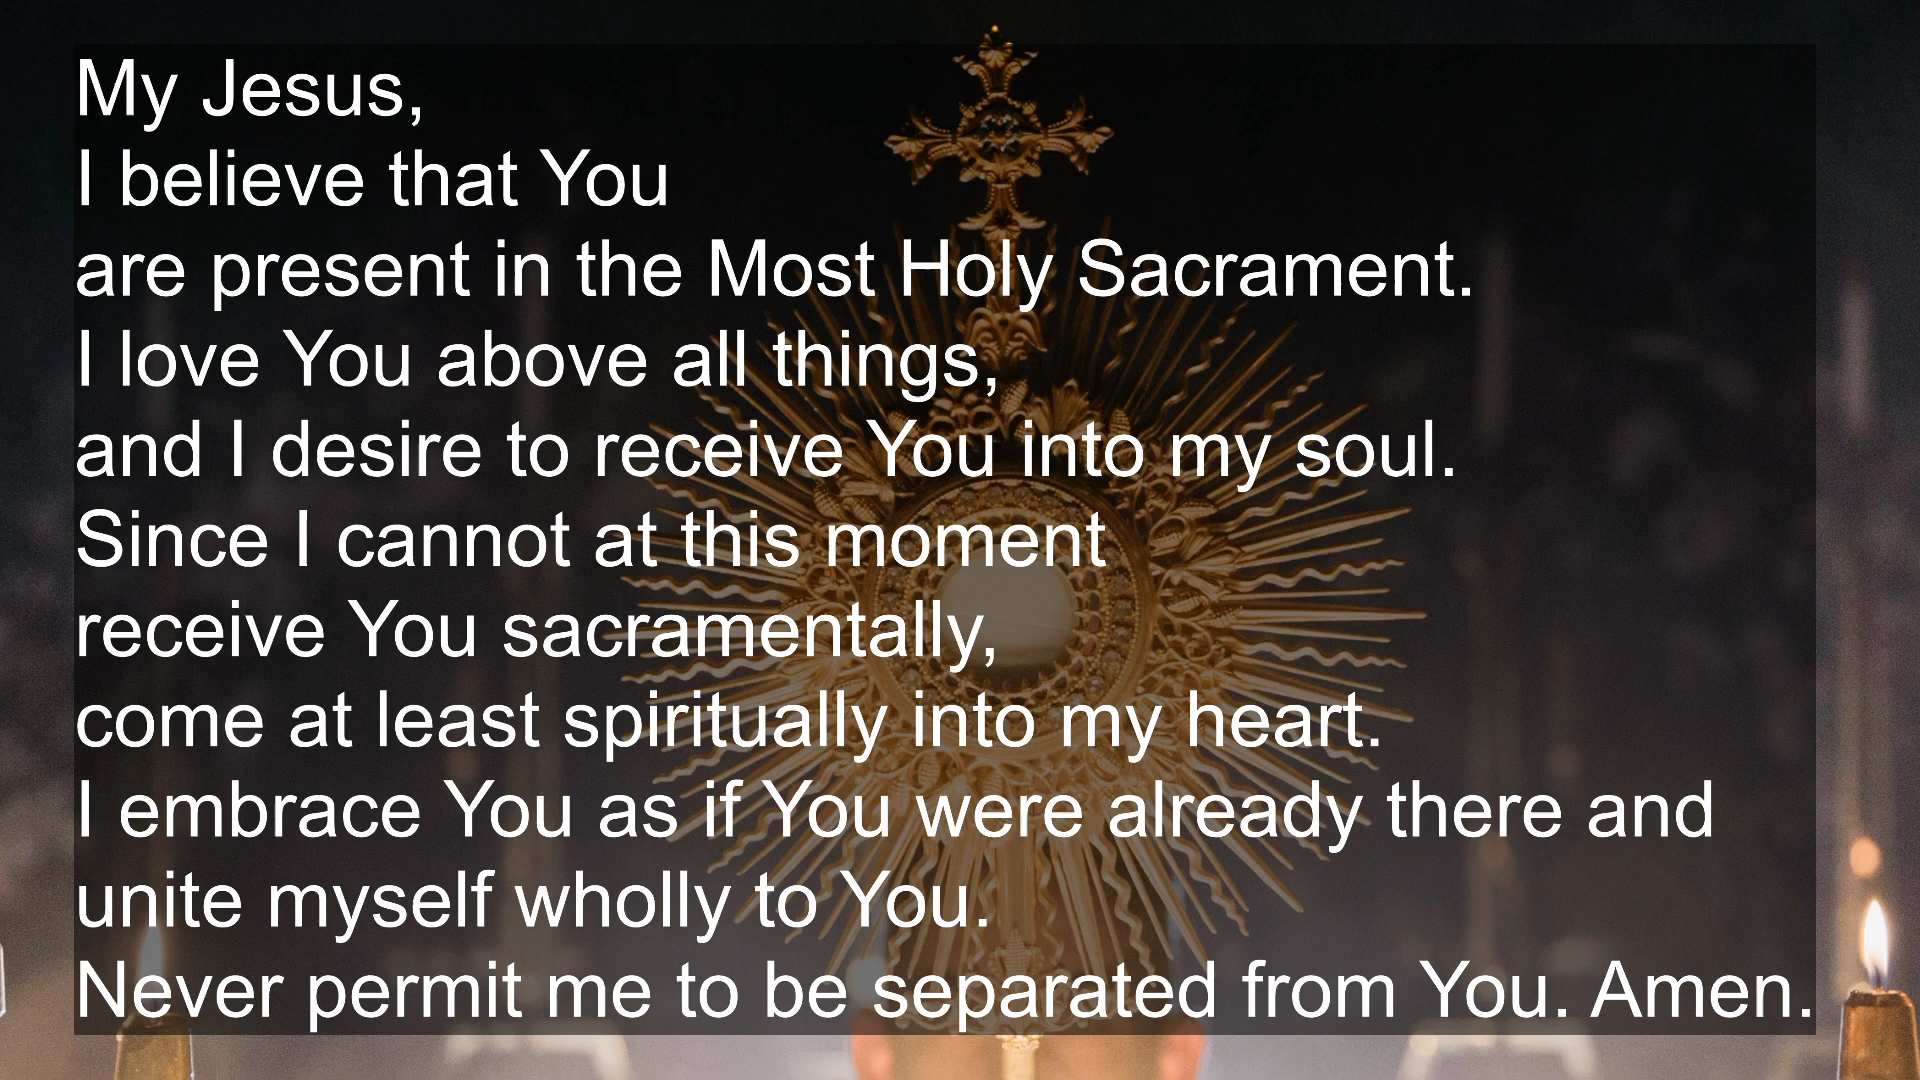 My Jesus,
I believe that You
are present in the Most Holy Sacrament.
I love You above all things,
and I desire to receive You into my soul.
Since I cannot at this moment
receive You sacramentally,
come at least spiritually into my heart.
I embrace You as if You were already there and
unite myself wholly to You.
Never permit me to be separated from You. Amen.